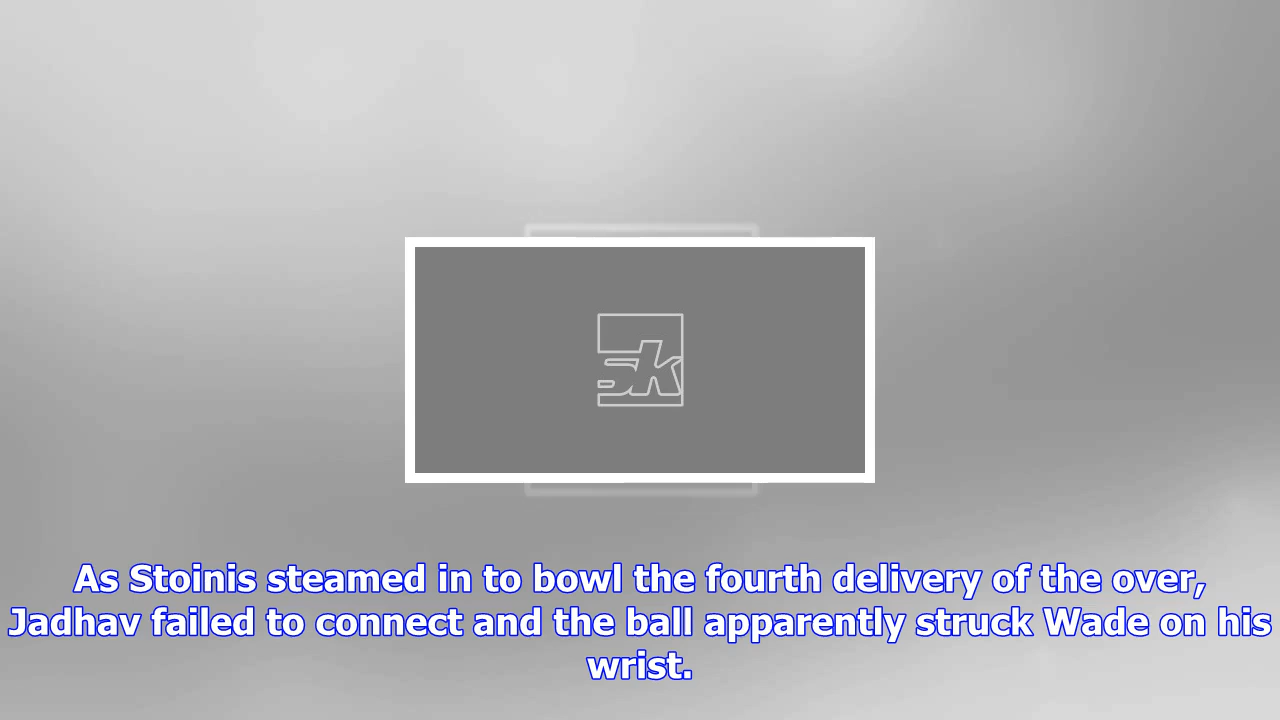 sk
As Stoinis steamed in to bowl the fourth delivery of the over,
Jadhav failed to connect and the ball apparently struck Wade on his
wrist.